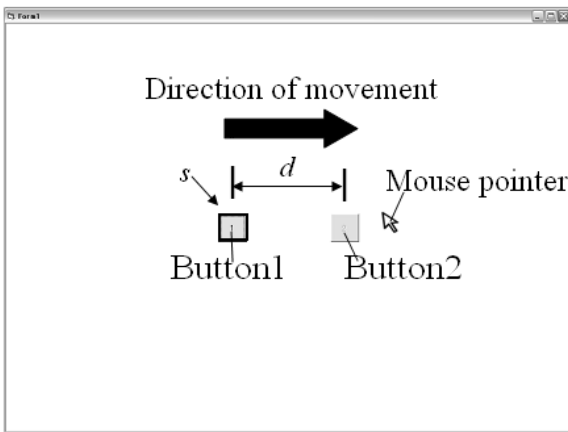 Form1
Direction of movement
s
d
Mouse pointer
Button1
Button2